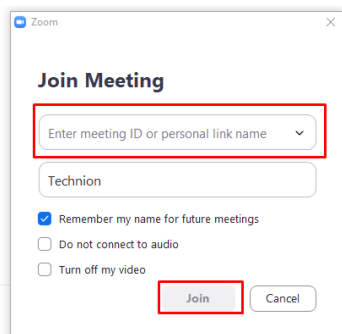 Zoom
Join Meeting
Enter meeting ID or personal link name
Technion
Remember my name for future meetings
Do not connect to audio
Turn off my video
Join Cancel